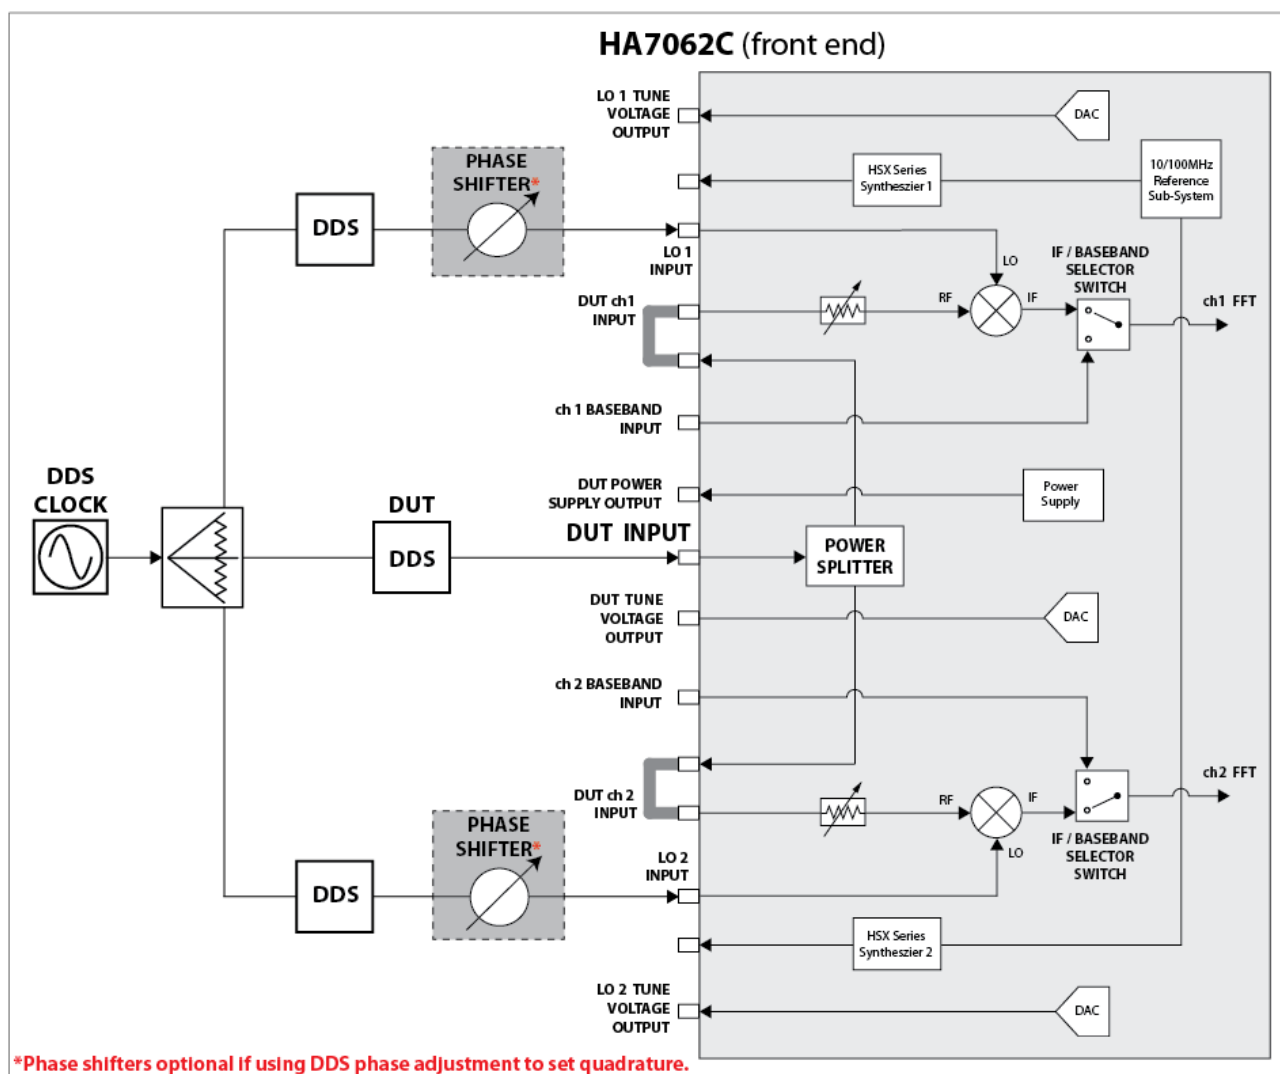 HA7062C (front end)
LO 1 TUNE
VOLTAGE
OUTPUT
DAC
PHASE
SHIFTER*
HSX Series
Syntheszier 1
10/100MHz
Reference
Sub-System
DDS
LO 1
INPUT
LO
IF / BASEBAND
SELECTOR
SWITCH
DUT ch1
INPUT
RF
IF
ch1 FFT
ch 1 BASEBAND
INPUT
DDS
CLOCK
DUT
DDS
DUT POWER
SUPPLY OUTPUT
Power
Supply
DUT INPUT
POWER
SPLITTER
DUT TUNE
VOLTAGE
OUTPUT
DAC
ch 2 BASEBAND
INPUT
DUT ch 2
INPUT
RF
IF
LO
ch2 FFT
IF / BASEBAND
SELECTOR
SWITCH
PHASE
SHIFTER*
LO 2
INPUT
DDS
HSX Series
Syntheszier 2
LO 2 TUNE
VOLTAGE
OUTPUT
DAC
*Phase shifters optional if using DDS phase adjustment to set quadrature.